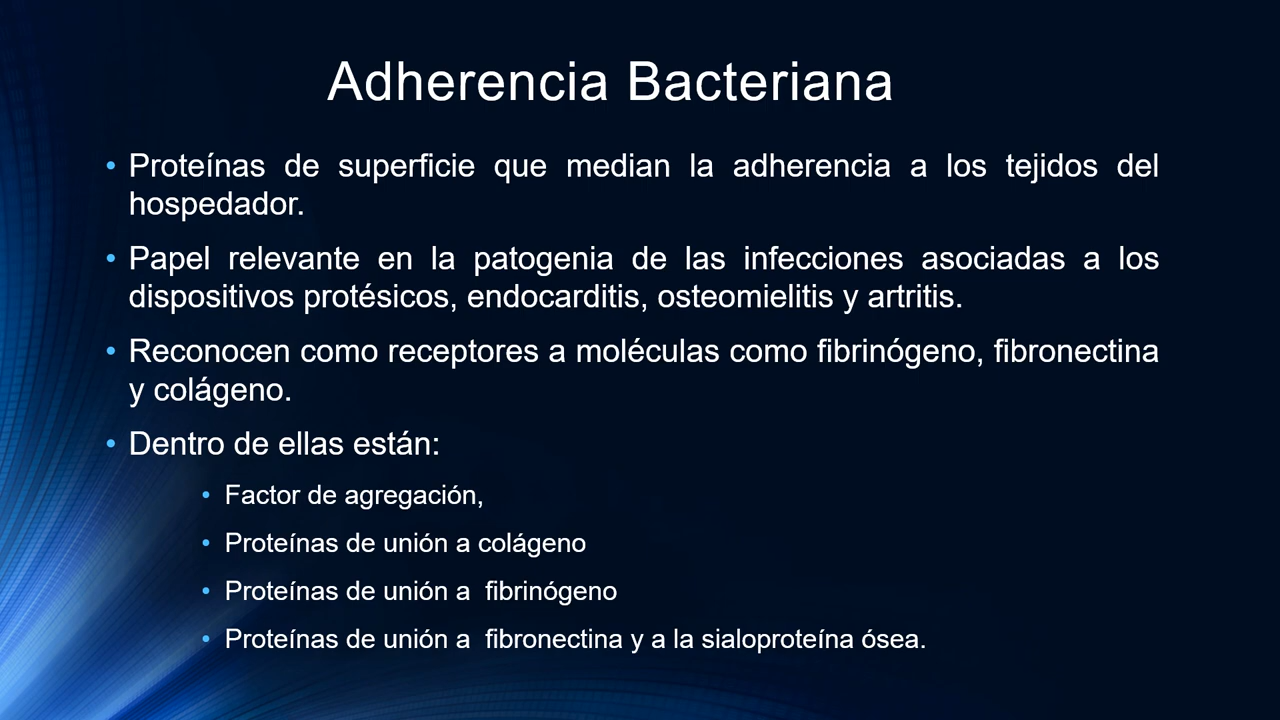 Adherencia Bacteriana
• Proteínas de superficie que median la adherencia a los tejidos del
hospedador.
• Papel relevante en la patogenia de las infecciones asociadas a los
dispositivos protésicos, endocarditis, osteomielitis y artritis.
• Reconocen como receptores a moléculas como fibrinógeno, fibronectina
y colágeno.
• Dentro de ellas están:
• Factor de agregación,
• Proteínas de unión a colágeno
• Proteínas de unión a  fibrinógeno
• Proteínas de unión a  fibronectina y a la sialoproteína ósea.